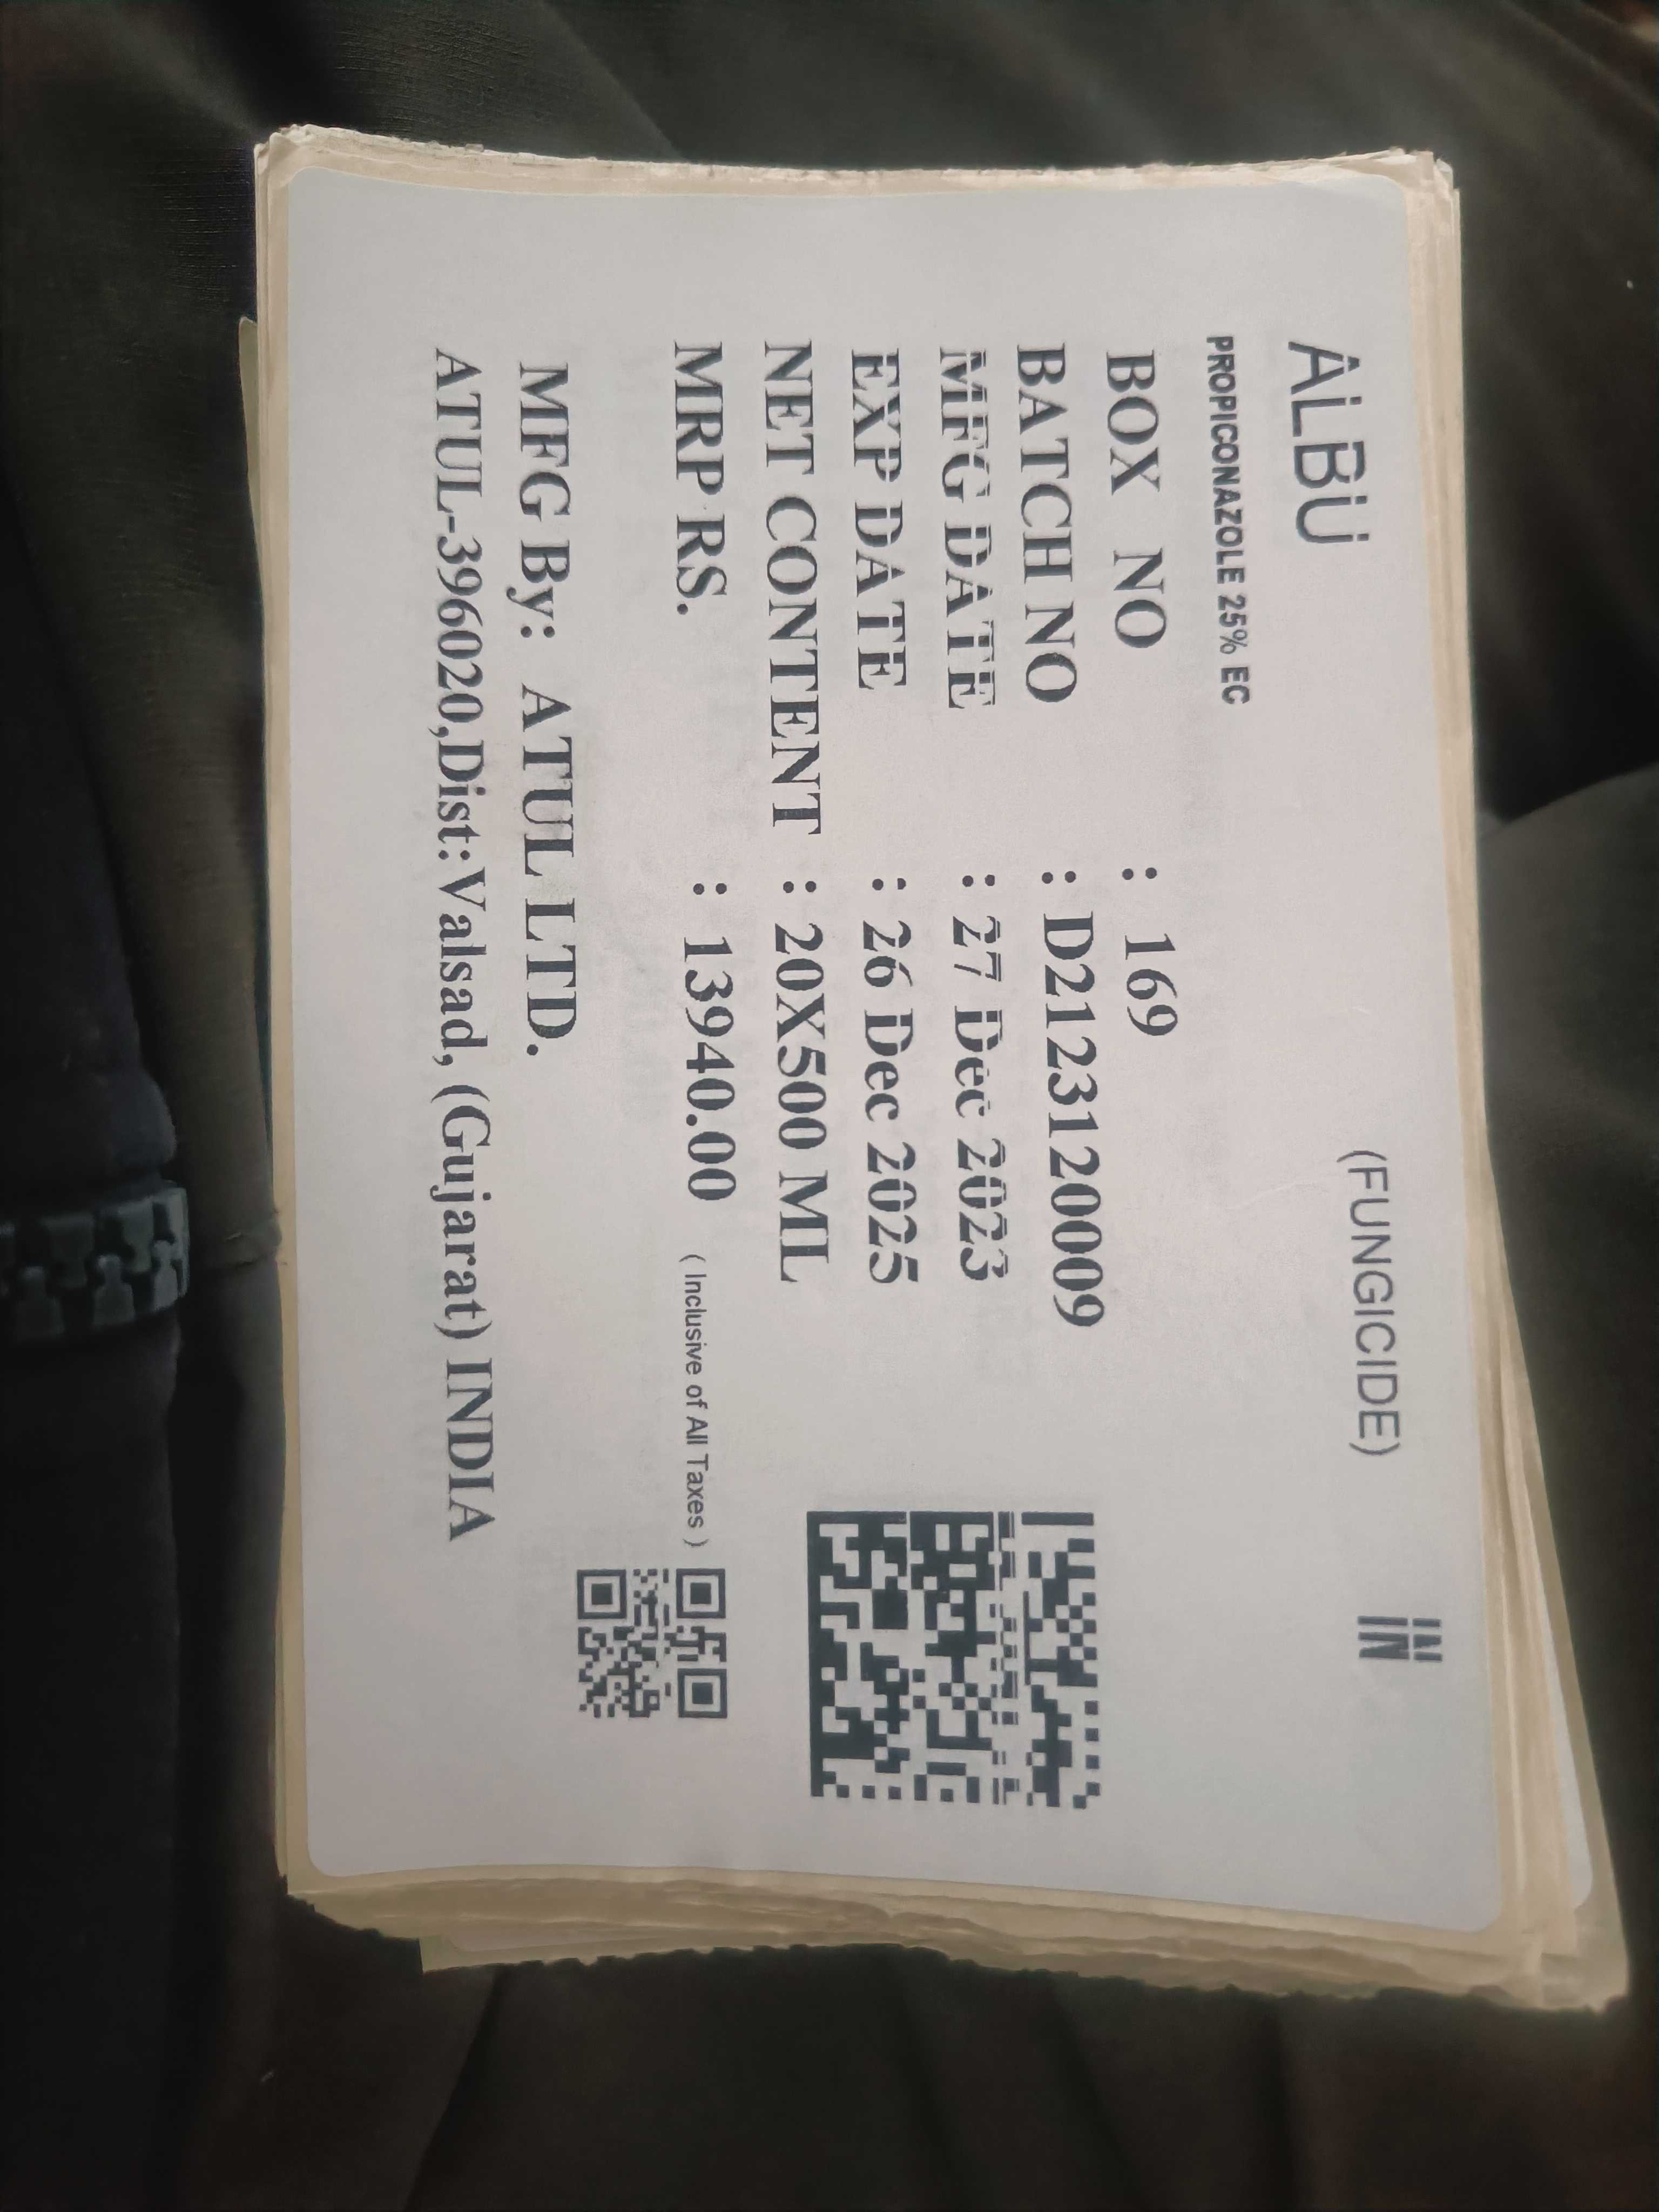 ALBU (FUNGICIDE) IN
PROPICONAZOLE 25% EC
BOX NO : 169
BATCH NO : D2123120009
MFG DATE : 27 Dec 2023
EXP DATE : 26 Dec 2025
NET CONTENT : 20X500 ML
MRP RS. : 13940.00 ( Inclusive of All Taxes )
MFG By: ATUL LTD.
ATUL-396020,Dist:Valsad, (Gujarat) INDIA